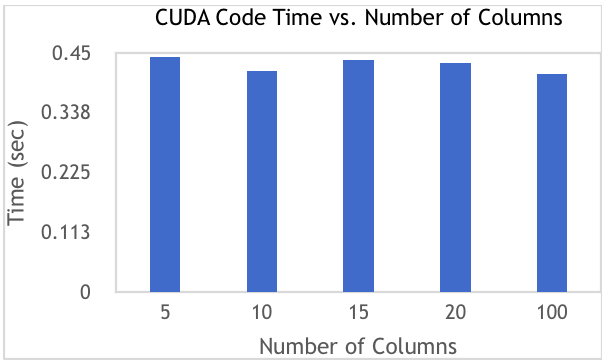 CUDA Code Time vs. Number of Columns
0.45
0.338
0.225
0.113
0
Time (sec)
5 10 15 20 100
Number of Columns